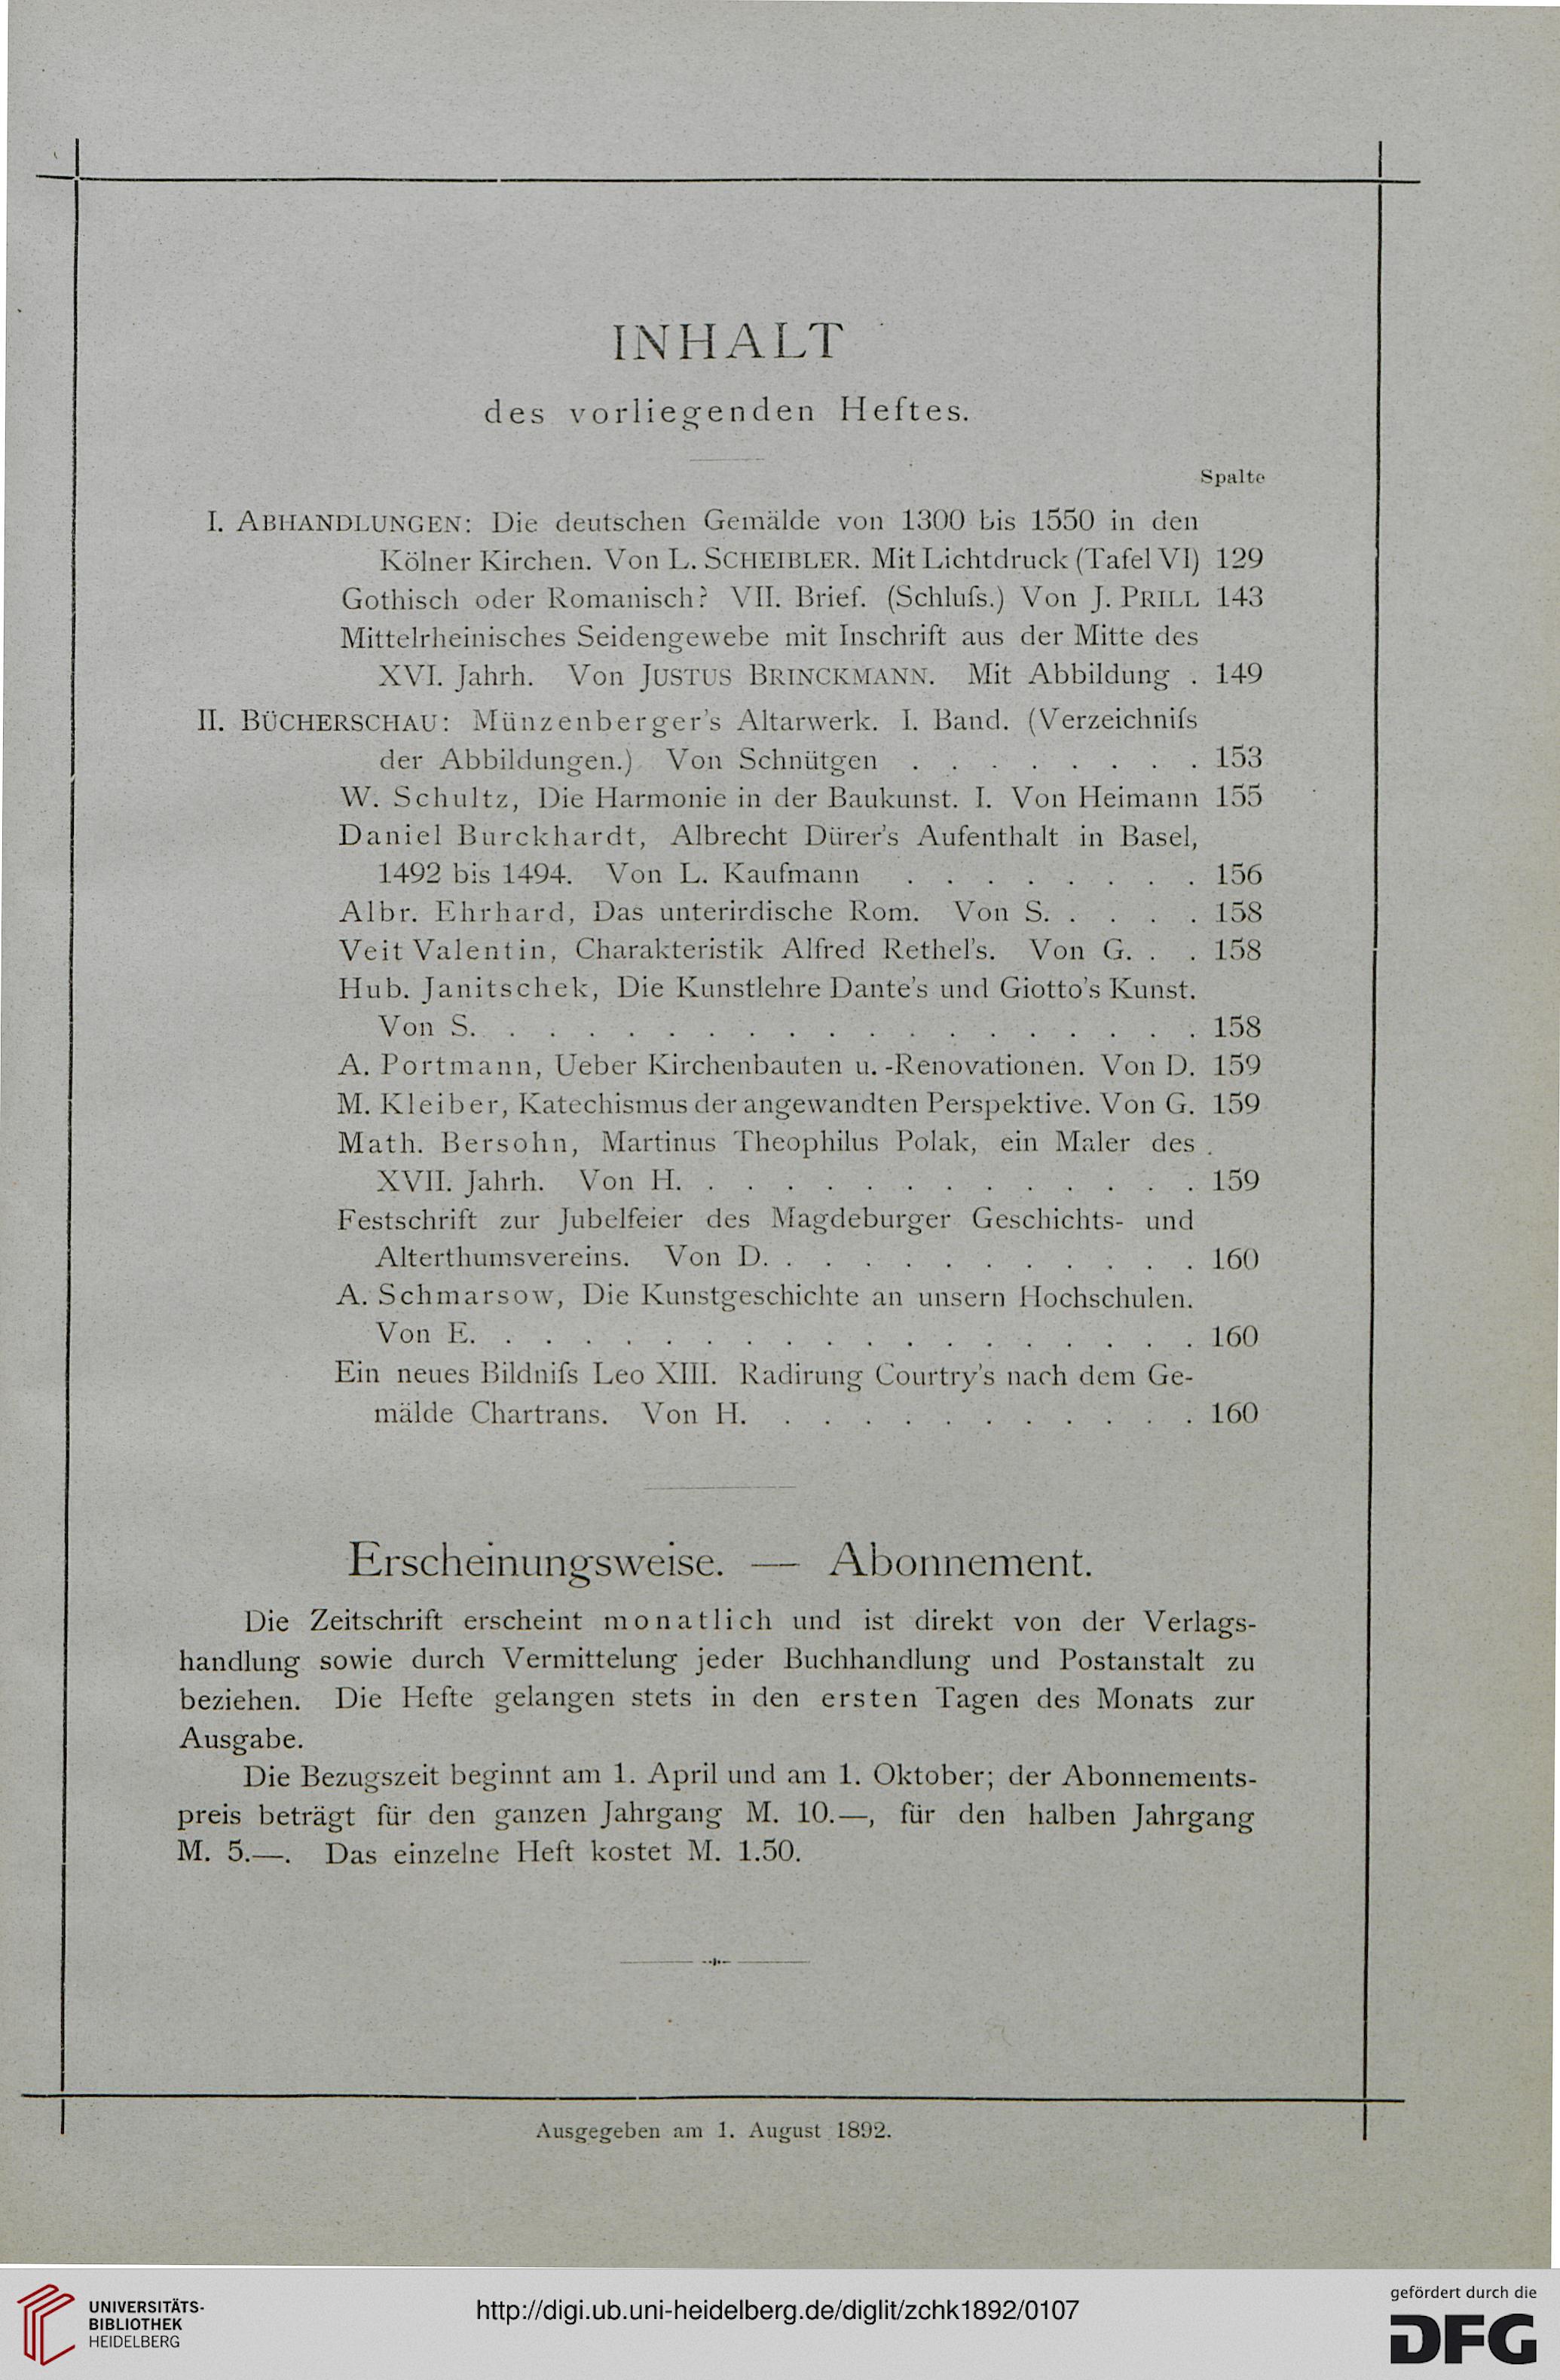 INHALT
des vorliegenden Heftes.
Spalte
I. ABHANDLUNGEN: Die deutschen Gemälde von 1300 bis 1550 in den
Kölner Kirchen. Von L. SCHEIBLER. Mit Lichtdruck (Tafel VI) 129
Gothisch oder Romanisch? VII. Brief. (Schluſs.) Von J. PRILL 143
Mittelrheinisches Seidengewebe mit Inschrift aus der Mitte des
XVI. Jahrh. Von JUSTUS BRINCKMANN. Mit Abbildung . 149
II. BÜCHERSCHAU: Münzenberger's Altarwerk. I. Band. (Verzeichniſs
der Abbildungen.) Von Schnütgen . . . . . . . . 153
W. Schultz, Die Harmonie in der Baukunst. I. Von Heimann 155
Daniel Burckhardt, Albrecht Dürer's Aufenthalt in Basel,
1492 bis 1494. Von L. Kaufmann . . . . . . . . 156
Albr. Ehrhard, Das unterirdische Rom. Von S. . . . . 158
Veit Valentin, Charakteristik Alfred Rethel's. Von G. . . 158
Hub. Janitschek, Die Kunstlehre Dante's und Giotto's Kunst.
Von S. . . . . . . . . . . . . . . . . . . 158
A. Portmann, Ueber Kirchenbauten u. -Renovationen. Von D. 159
M. Kleiber, Katechismus der angewandten Perspektive. Von G. 159
Math. Bersohn, Martinus Theophilus Polak, ein Maler des .
XVII. Jahrh. Von H. . . . . . . . . . . . . . 159
Festschrift zur Jubelfeier des Magdeburger Geschichts- und
Alterthumsvereins. Von D. . . . . . . . . . . . 160
A. Schmarsow, Die Kunstgeschichte an unsern Hochschulen.
Von E. . . . . . . . . . . . . . . . . . . 160
Ein neues Bildniſs Leo XIII. Radirung Courtry's nach dem Ge-
mälde Chartrans. Von H. . . . . . . . . . . . 160
Erscheinungsweise. — Abonnement.
Die Zeitschrift erscheint monatlich und ist direkt von der Verlags-
handlung sowie durch Vermittelung jeder Buchhandlung und Postanstalt zu
beziehen. Die Hefte gelangen stets in den ersten Tagen des Monats zur
Ausgabe.
Die Bezugszeit beginnt am 1. April und am 1. Oktober; der Abonnements-
preis beträgt für den ganzen Jahrgang M. 10.—, für den halben Jahrgang
M. 5.—. Das einzelne Heft kostet M. 1.50.
Ausgegeben am 1. August 1892.
UNIVERSITÄTS-
BIBLIOTHEK
HEIDELBERG
http://digi.ub.uni-heidelberg.de/diglit/zchk1892/0107
gefördert durch die
DFG